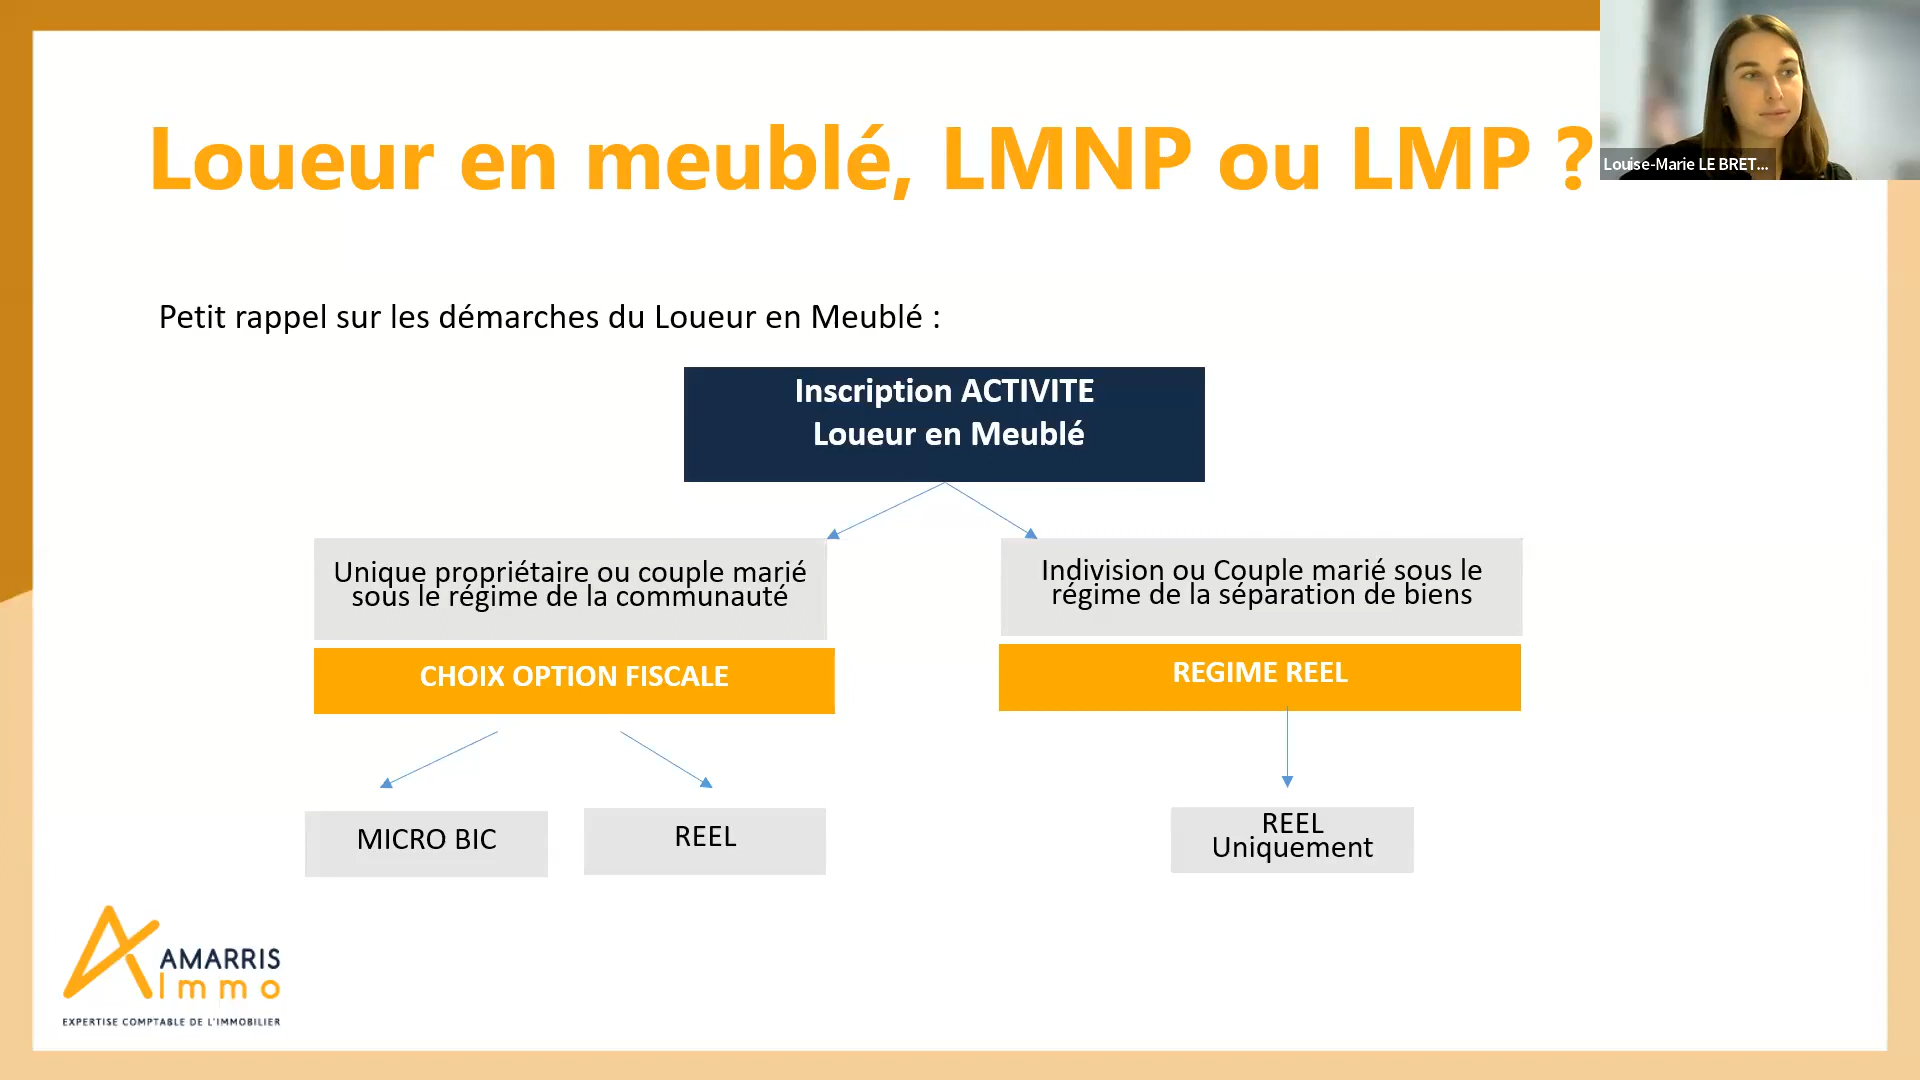 Loueur en meublé, LMNP ou LMP ?
Louise-Marie LE BRET...
Petit rappel sur les démarches du Loueur en Meublé :
Inscription ACTIVITE
Loueur en Meublé
Unique propriétaire ou couple marié
sous le régime de la communauté
Indivision ou Couple marié sous le
régime de la séparation de biens
CHOIX OPTION FISCALE
REGIME REEL
MICRO BIC
REEL
REEL
Uniquement
AMARRIS
Immo
EXPERTISE COMPTABLE DE L'IMMOBILIER